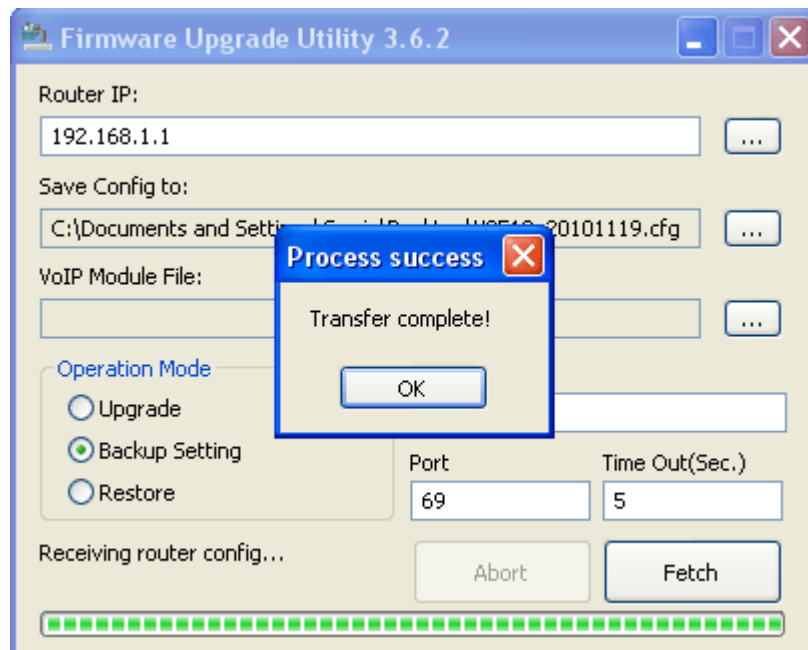 Firmware Upgrade Utility 3.6.2
Router IP:
192.168.1.1
...
Save Config to:
C:\Documents and 20101119.cfg
...
Process success
Transfer complete!
OK
VoIP Module File:
...
Operation Mode
Upgrade
Backup Setting
Restore
Port
Time Out(Sec.)
69
5
Receiving router config...
Abort
Fetch